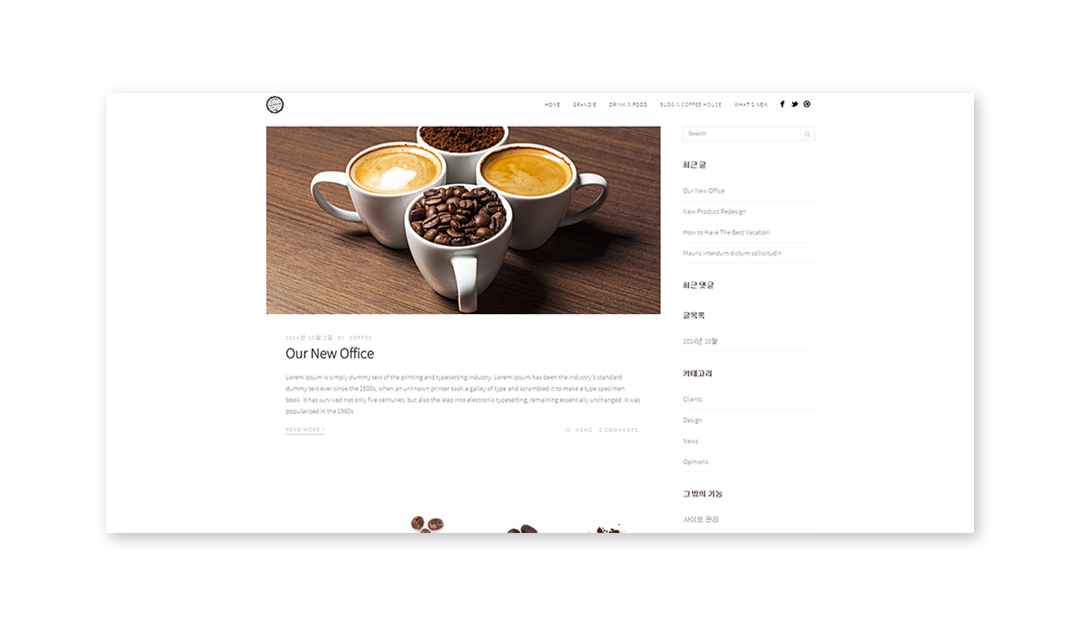 HOME GRANDIE DRINK & FOOD BLOG & COFFEE HOUSE WHAT'S NEW
Search
최근 글
Our New Office
New Product Redesign
How to Have The Best Vacation
Mauris interdum dictum sollicitudin
최근 댓글
글목록
2014년 10월
카테고리
Clients
Design
News
Opinions
그 밖의 기능
사이트 관리
2014년 10월 2일 BY COFFEE
Our New Office
Lorem Ipsum is simply dummy text of the printing and typesetting industry. Lorem Ipsum has been the industry's standard
dummy text ever since the 1500s, when an unknown printer took a galley of type and scrambled it to make a type specimen
book. It has survived not only five centuries, but also the leap into electronic typesetting, remaining essentially unchanged. It was
popularised in the 1960s
READ MORE
IN NEWS 0 COMMENTS